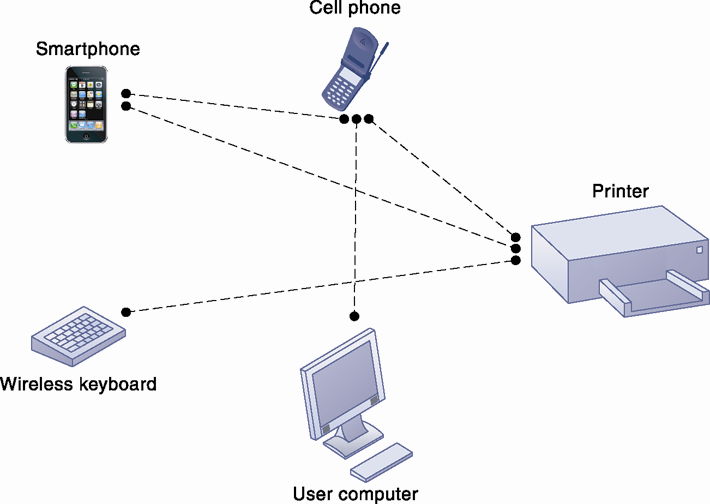 Cell phone
Smartphone
Printer
Wireless keyboard
User computer